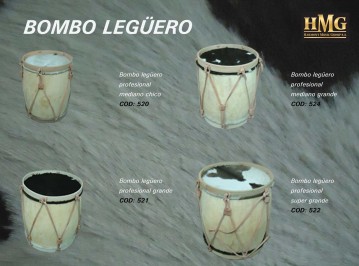 BOMBO LEGÜERO
HMG
Bombo legüero
profesional
mediano chico
COD: 520
Bombo legüero
profesional
mediano grande
COD: 524
Bombo legüero
profesional grande
COD: 521
Bombo legüero
profesional
super grande
COD: 522